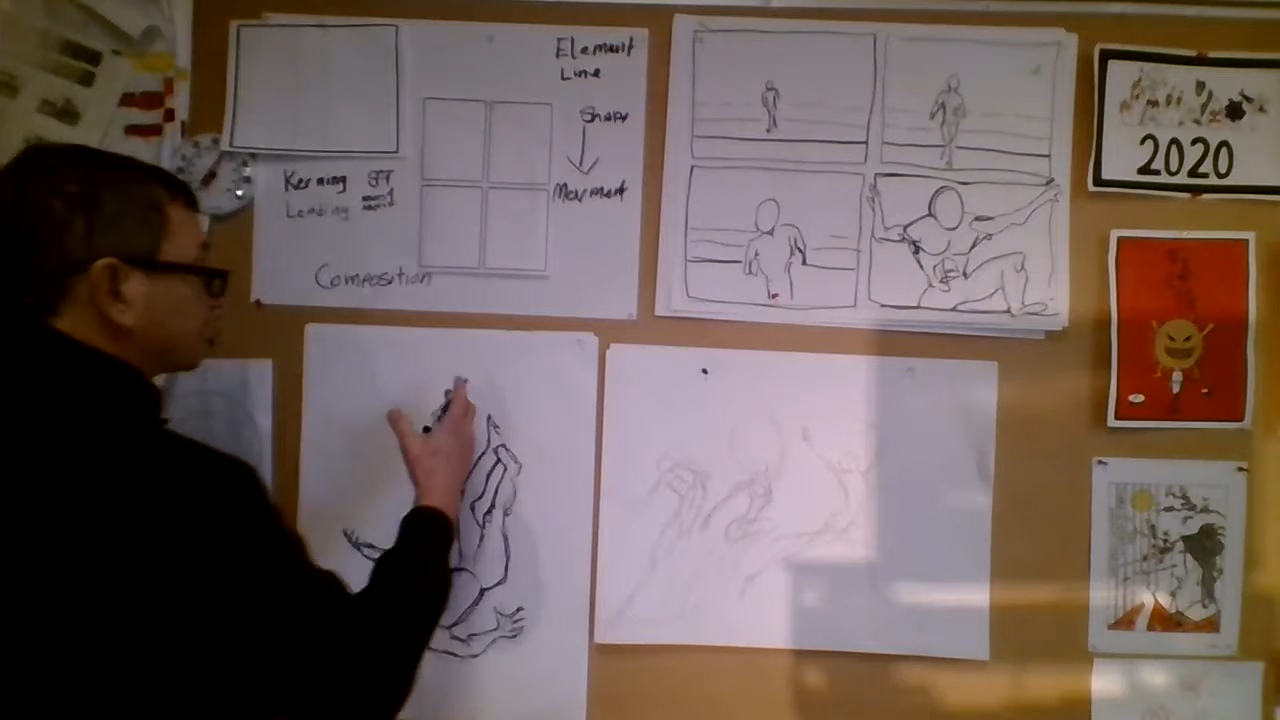 Element
Line
Shape
Movement
Kerning
Leading
Composition
2020